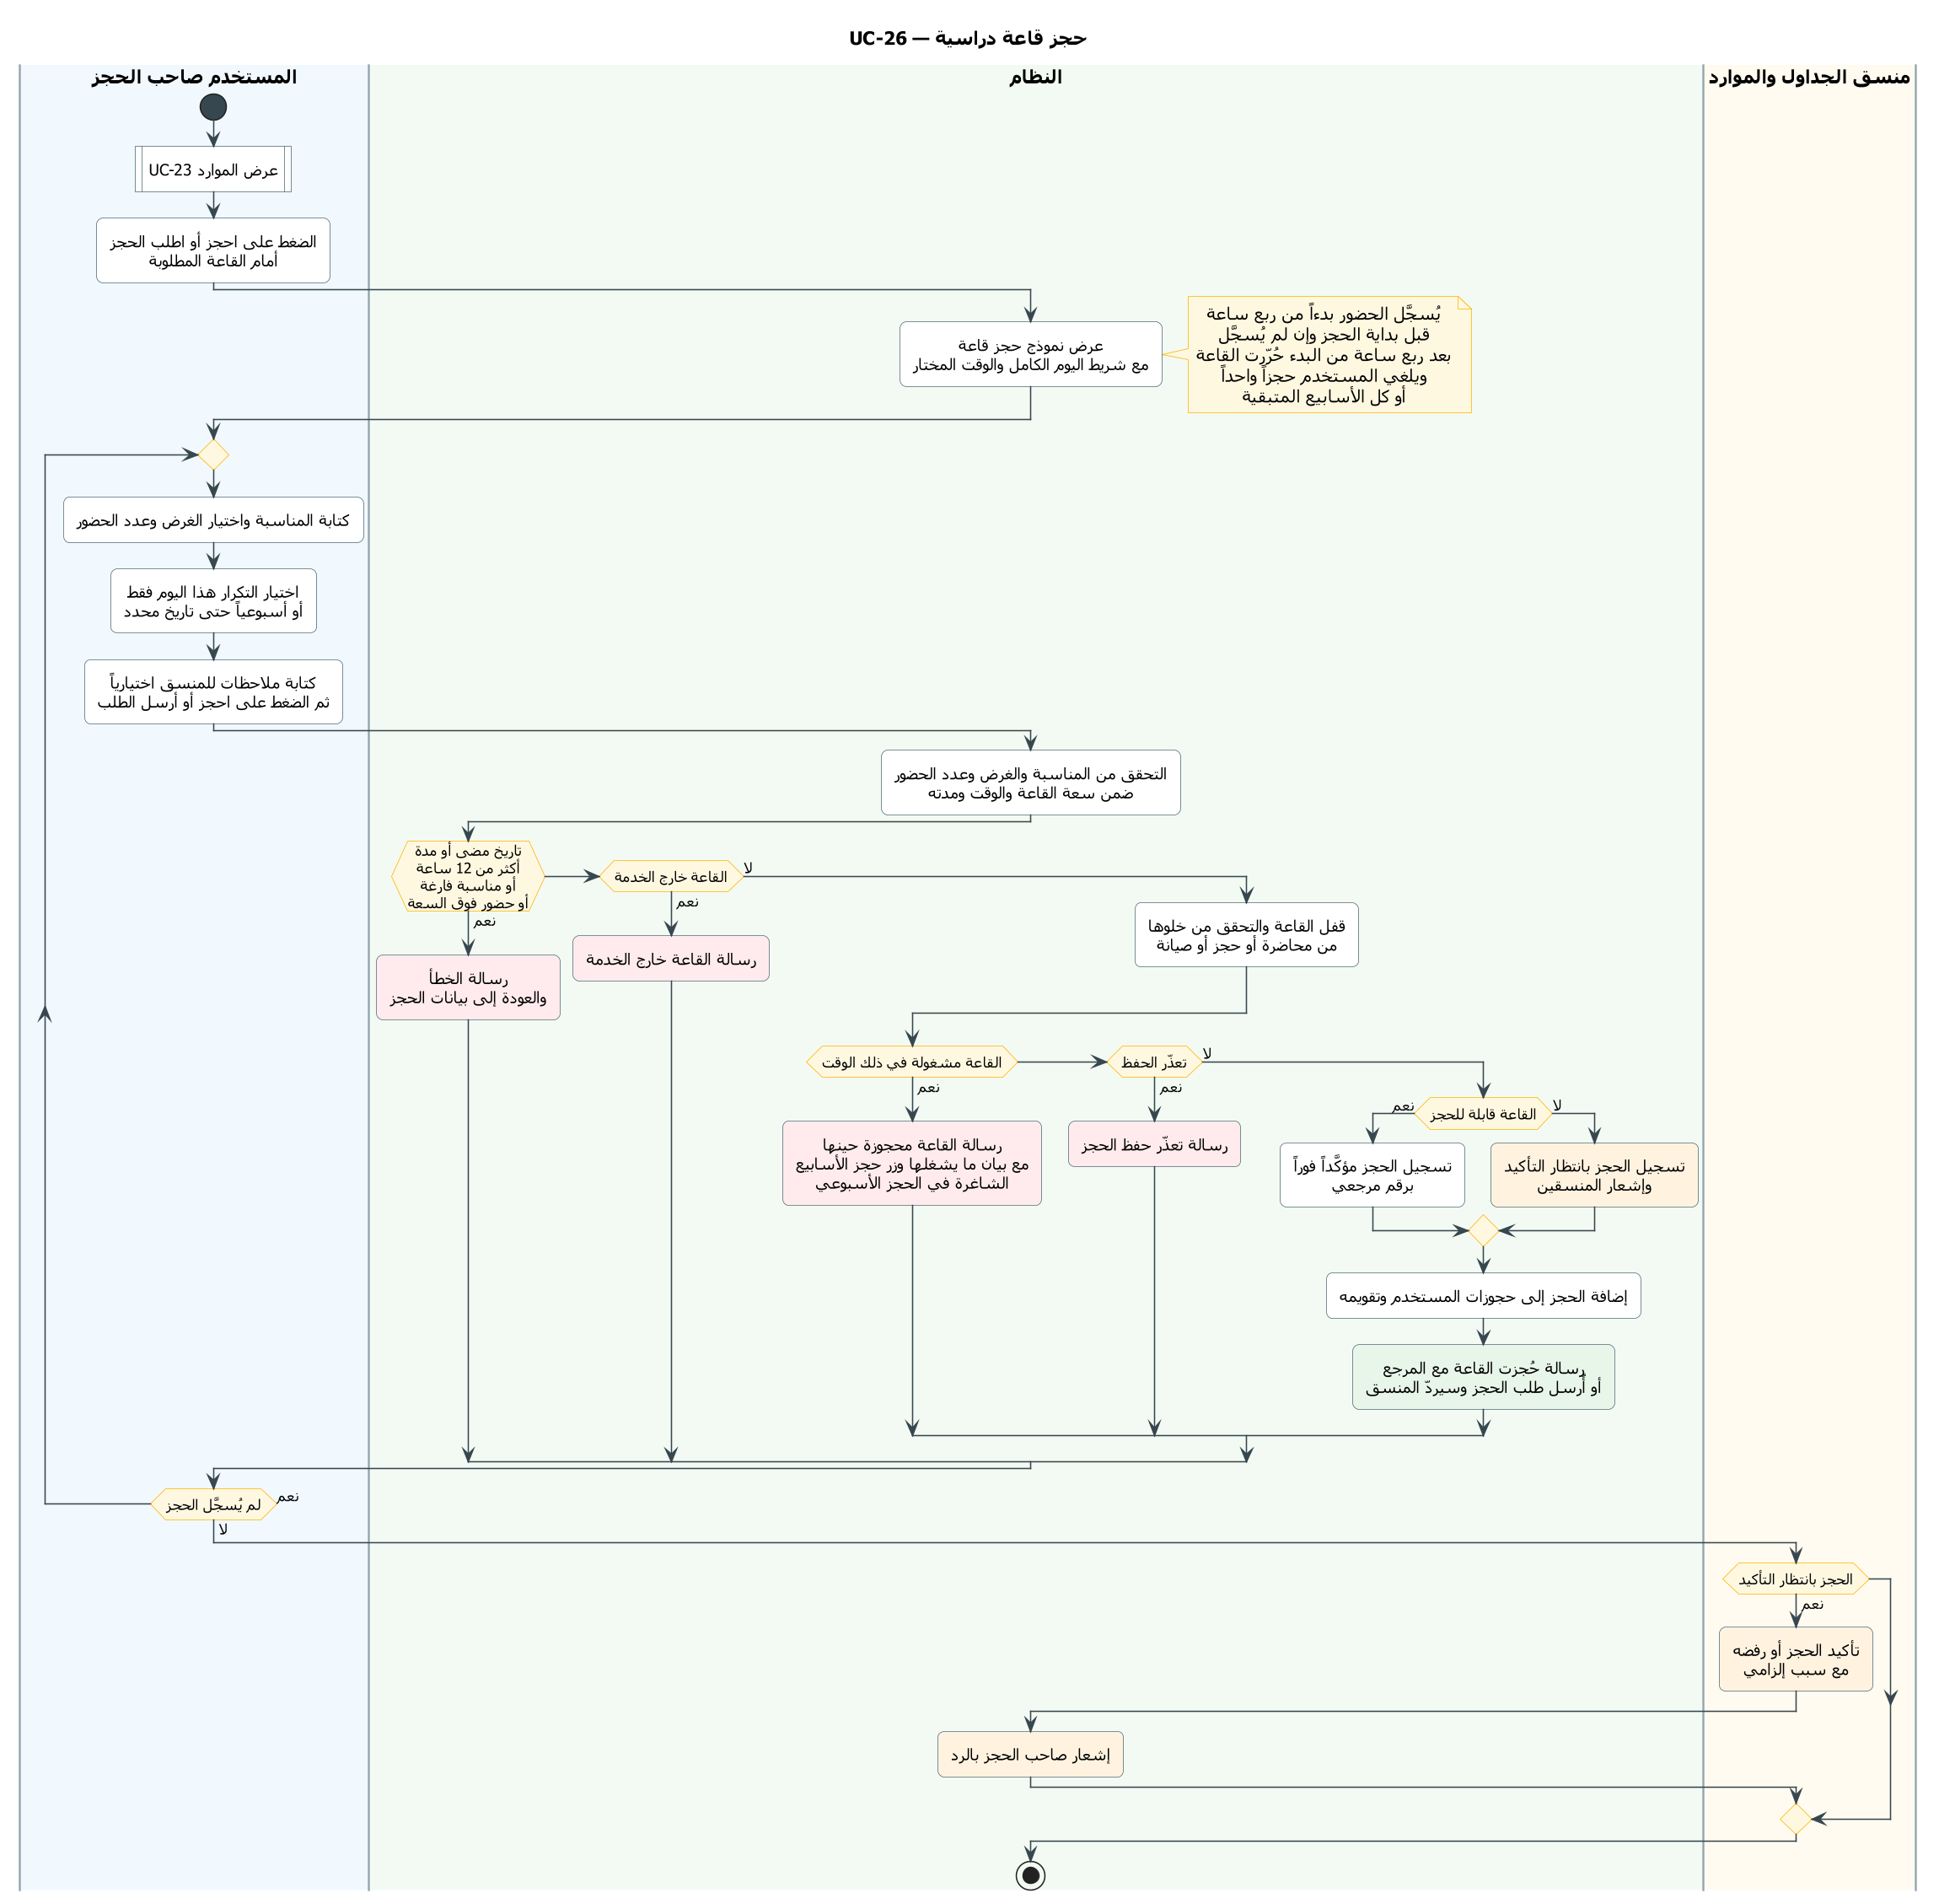 حجز قاعة دراسية — UC-26
المستخدم صاحب الحجز
النظام
منسق الجداول والموارد
عرض الموارد UC-23
الضغط على احجز أو اطلب الحجز
أمام القاعة المطلوبة
عرض نموذج حجز قاعة
مع شريط اليوم الكامل والوقت المختار
يُسجَّل الحضور بدءاً من ربع ساعة
قبل بداية الحجز وإن لم يُسجَّل
بعد ربع ساعة من البدء حُرّرت القاعة
ويلغي المستخدم حجزاً واحداً
أو كل الأسابيع المتبقية
كتابة المناسبة واختيار الغرض وعدد الحضور
اختيار التكرار هذا اليوم فقط
أو أسبوعياً حتى تاريخ محدد
كتابة ملاحظات للمنسق اختيارياً
ثم الضغط على احجز أو أرسل الطلب
التحقق من المناسبة والغرض وعدد الحضور
ضمن سعة القاعة والوقت ومدته
تاريخ مضى أو مدة
أكثر من 12 ساعة
أو مناسبة فارغة
أو حضور فوق السعة
نعم
رسالة الخطأ
والعودة إلى بيانات الحجز
القاعة خارج الخدمة
لا
نعم
رسالة القاعة خارج الخدمة
قفل القاعة والتحقق من خلوها
من محاضرة أو حجز أو صيانة
القاعة مشغولة في ذلك الوقت
نعم
رسالة القاعة محجوزة حينها
مع بيان ما يشغلها وزر حجز الأسابيع
الشاغرة في الحجز الأسبوعي
تعذّر الحفظ
لا
نعم
رسالة تعذّر حفظ الحجز
القاعة قابلة للحجز
نعم
لا
تسجيل الحجز مؤكَّداً فوراً
برقم مرجعي
تسجيل الحجز بانتظار التأكيد
وإشعار المنسقين
إضافة الحجز إلى حجوزات المستخدم وتقويمه
رسالة حُجزت القاعة مع المرجع
أو أُرسل طلب الحجز وسيردّ المنسق
لم يُسجَّل الحجز
نعم
لا
الحجز بانتظار التأكيد
نعم
تأكيد الحجز أو رفضه
مع سبب إلزامي
إشعار صاحب الحجز بالرد